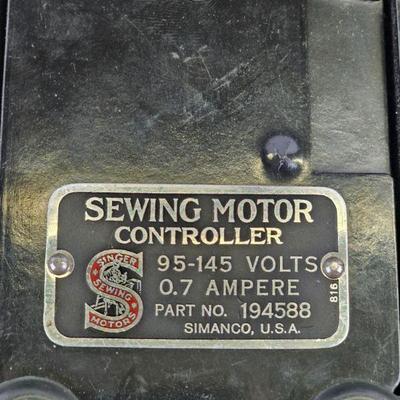 SEWING MOTOR
CONTROLLER
SINGER
SEWING
MOTORS
95-145 VOLTS
0.7 AMPERE
PART NO. 194588
SIMANCO, U.S.A.
816